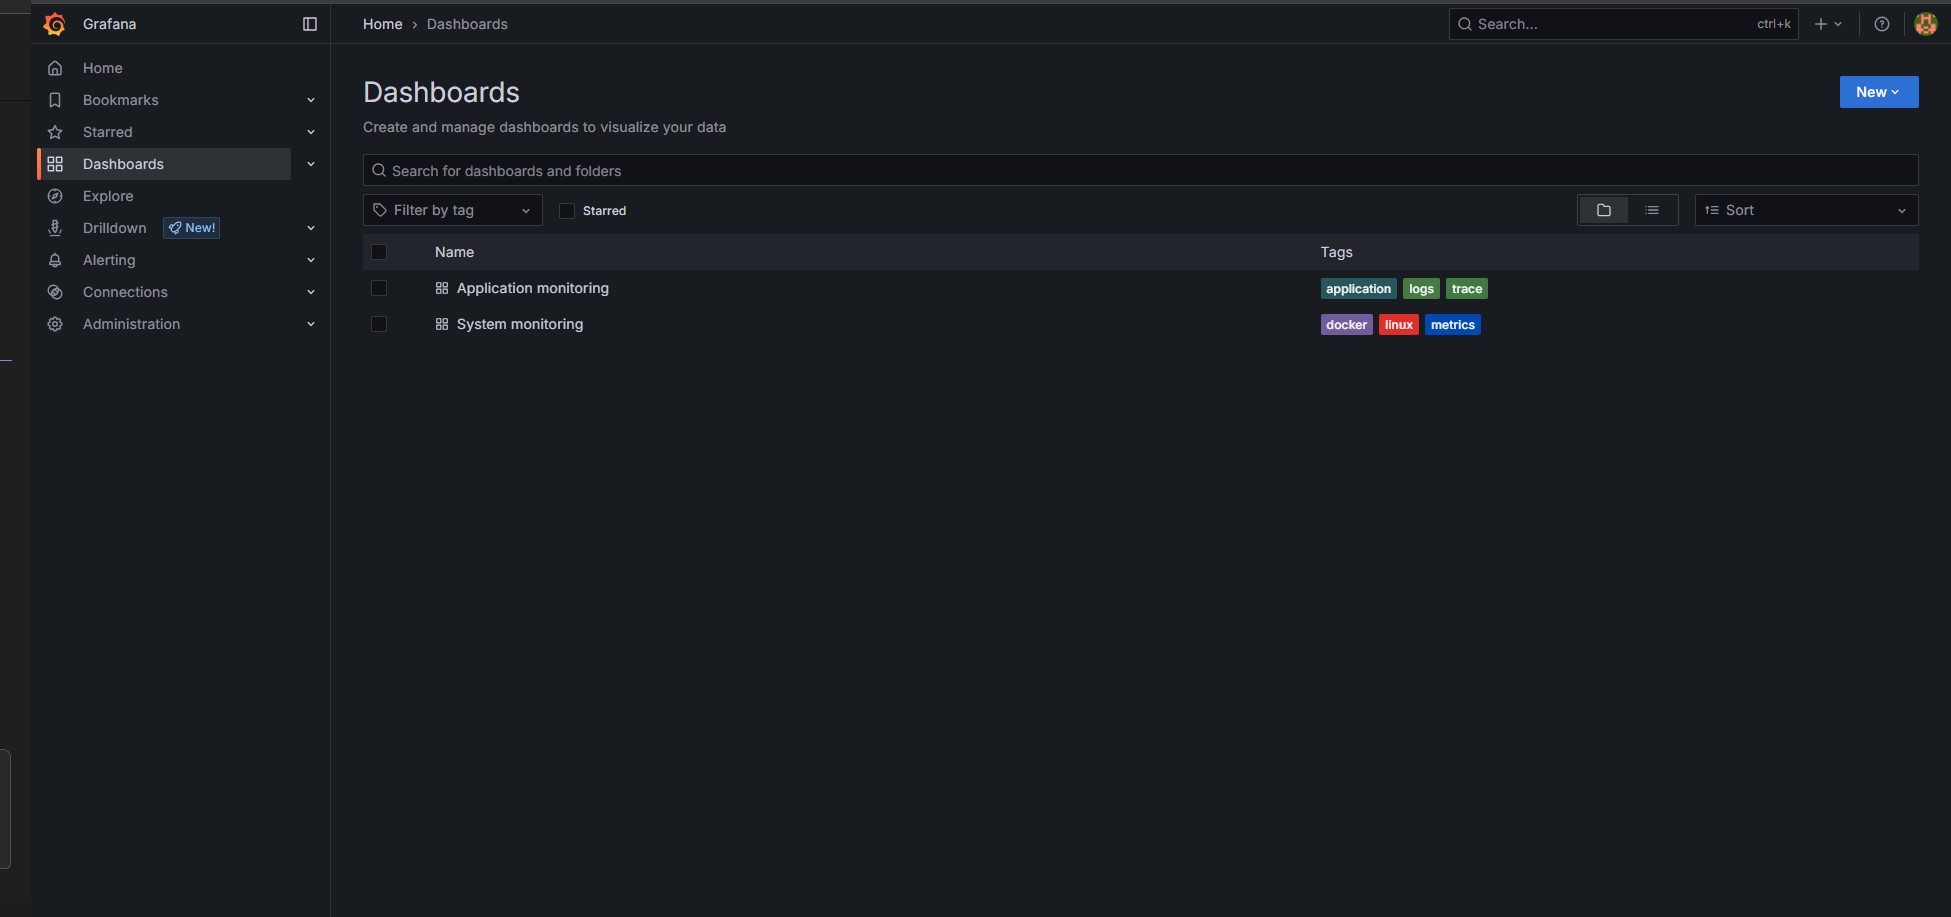 Grafana
Home › Dashboards
Search... ctrl+k
Home
Bookmarks
Starred
Dashboards
Explore
Drilldown New!
Alerting
Connections
Administration
Dashboards
New
Create and manage dashboards to visualize your data
Search for dashboards and folders
Filter by tag Starred Sort
Name Tags
Application monitoring application logs trace
System monitoring docker linux metrics